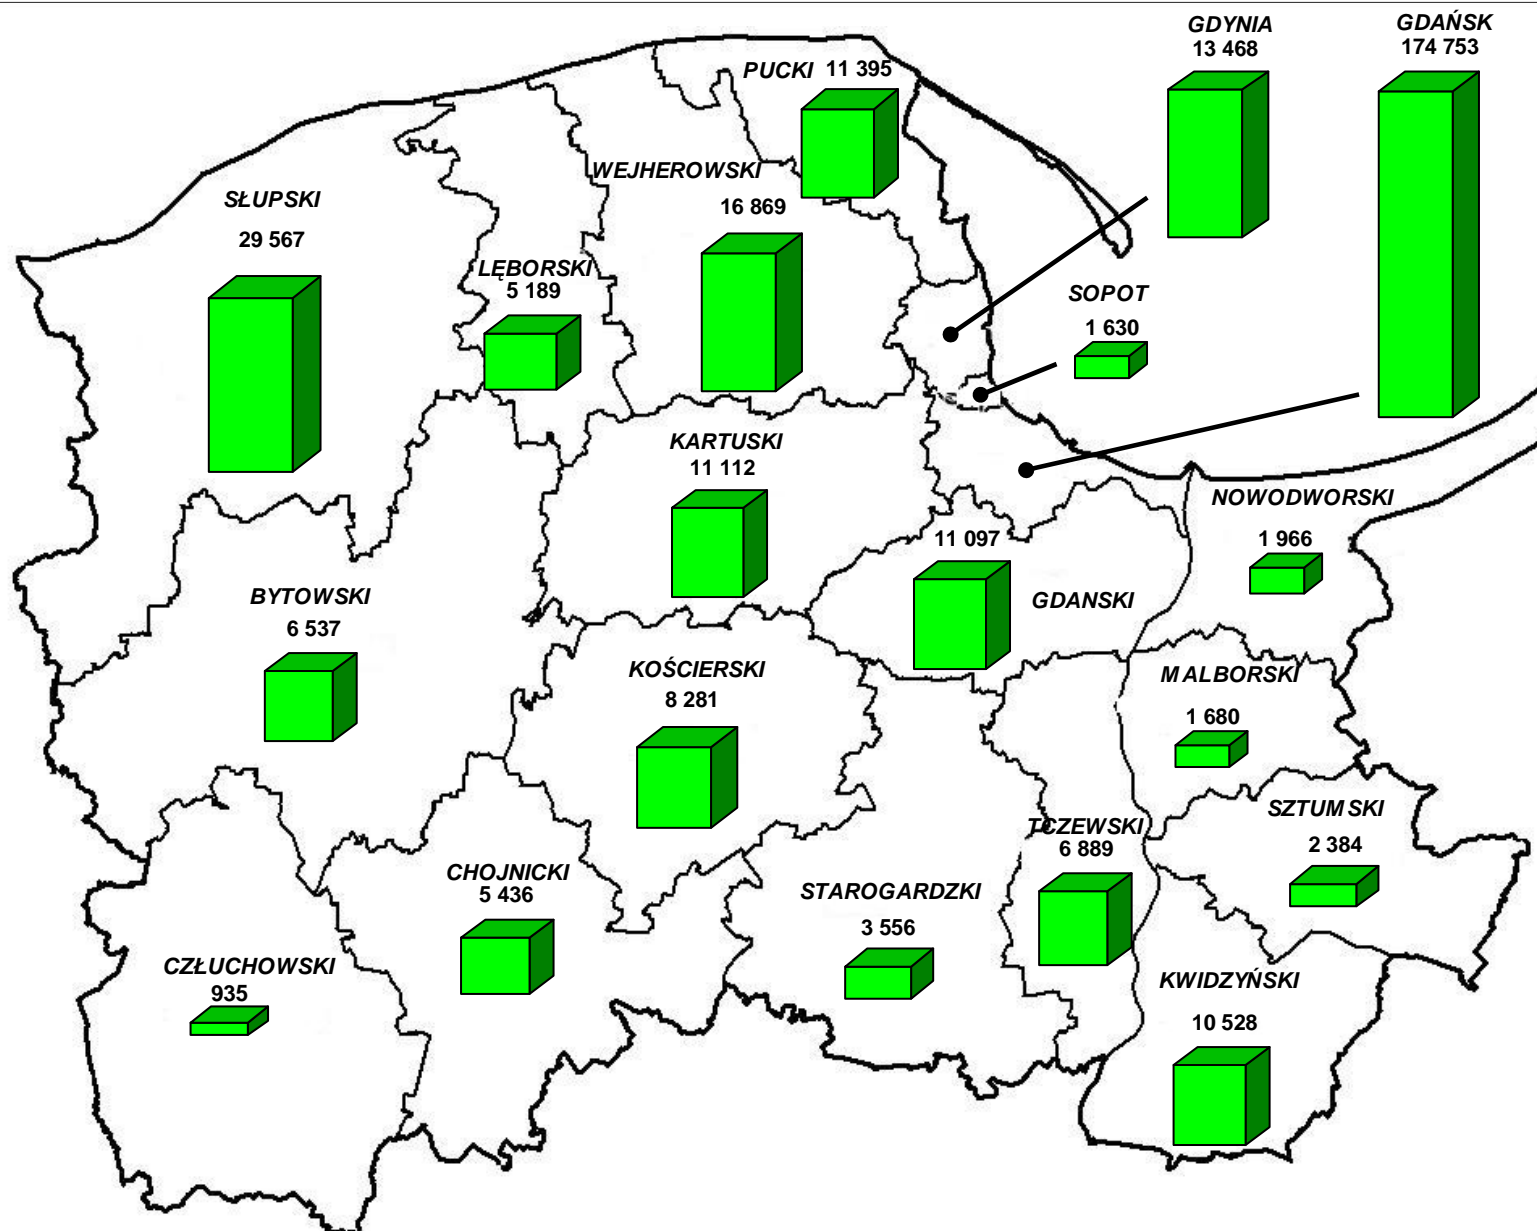 GDYNIA
13 468
GDAŃSK
174 753
PUCKI 11 395
WEJHEROWSKI
16 869
SŁUPSKI
29 567
LĘBORSKI
5 189
SOPOT
1 630
KARTUSKI
11 112
NOWODWORSKI
1 966
11 097
GDANSKI
BYTOWSKI
6 537
KOŚCIERSKI
8 281
MALBORSKI
1 680
SZTUMSKI
2 384
TCZEWSKI
6 889
CHOJNICKI
5 436
STAROGARDZKI
3 556
CZŁUCHOWSKI
935
KWIDZYŃSKI
10 528